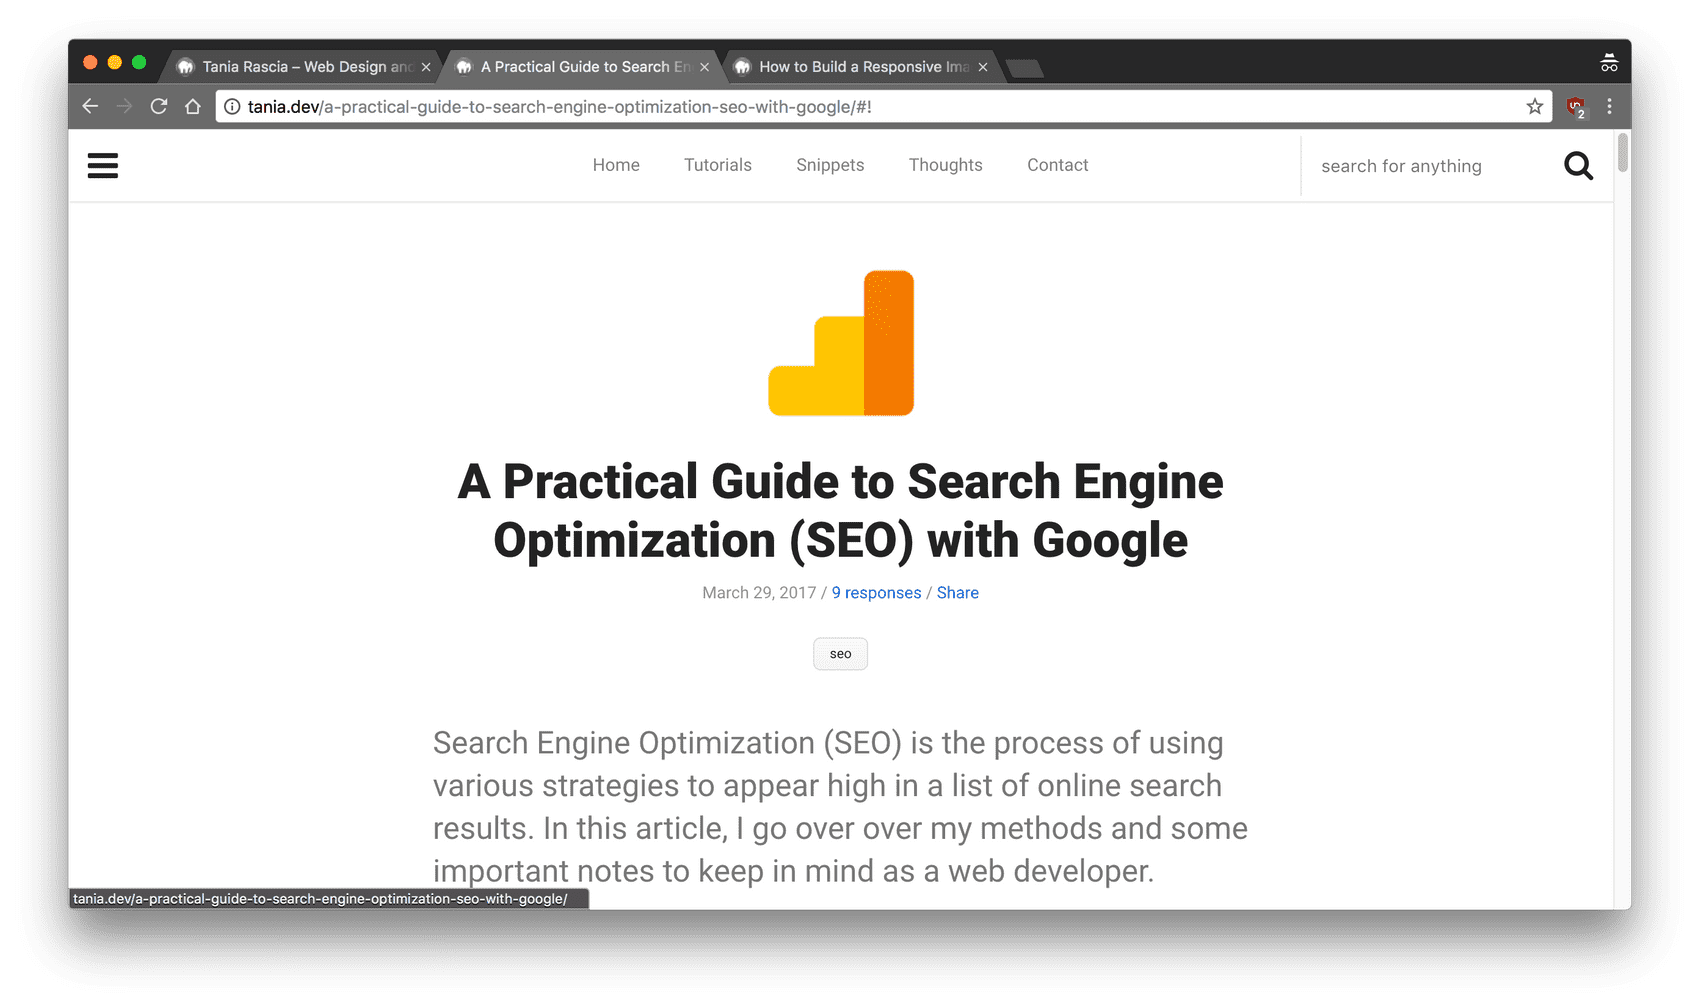 Tania Rascia – Web Design and
A Practical Guide to Search En
How to Build a Responsive Ima
tania.dev/a-practical-guide-to-search-engine-optimization-seo-with-google/#!
2
Home
Tutorials
Snippets
Thoughts
Contact
search for anything
A Practical Guide to Search Engine
Optimization (SEO) with Google
March 29, 2017 / 9 responses / Share
seo
Search Engine Optimization (SEO) is the process of using
various strategies to appear high in a list of online search
results. In this article, I go over over my methods and some
important notes to keep in mind as a web developer.
tania.dev/a-practical-guide-to-search-engine-optimization-seo-with-google/